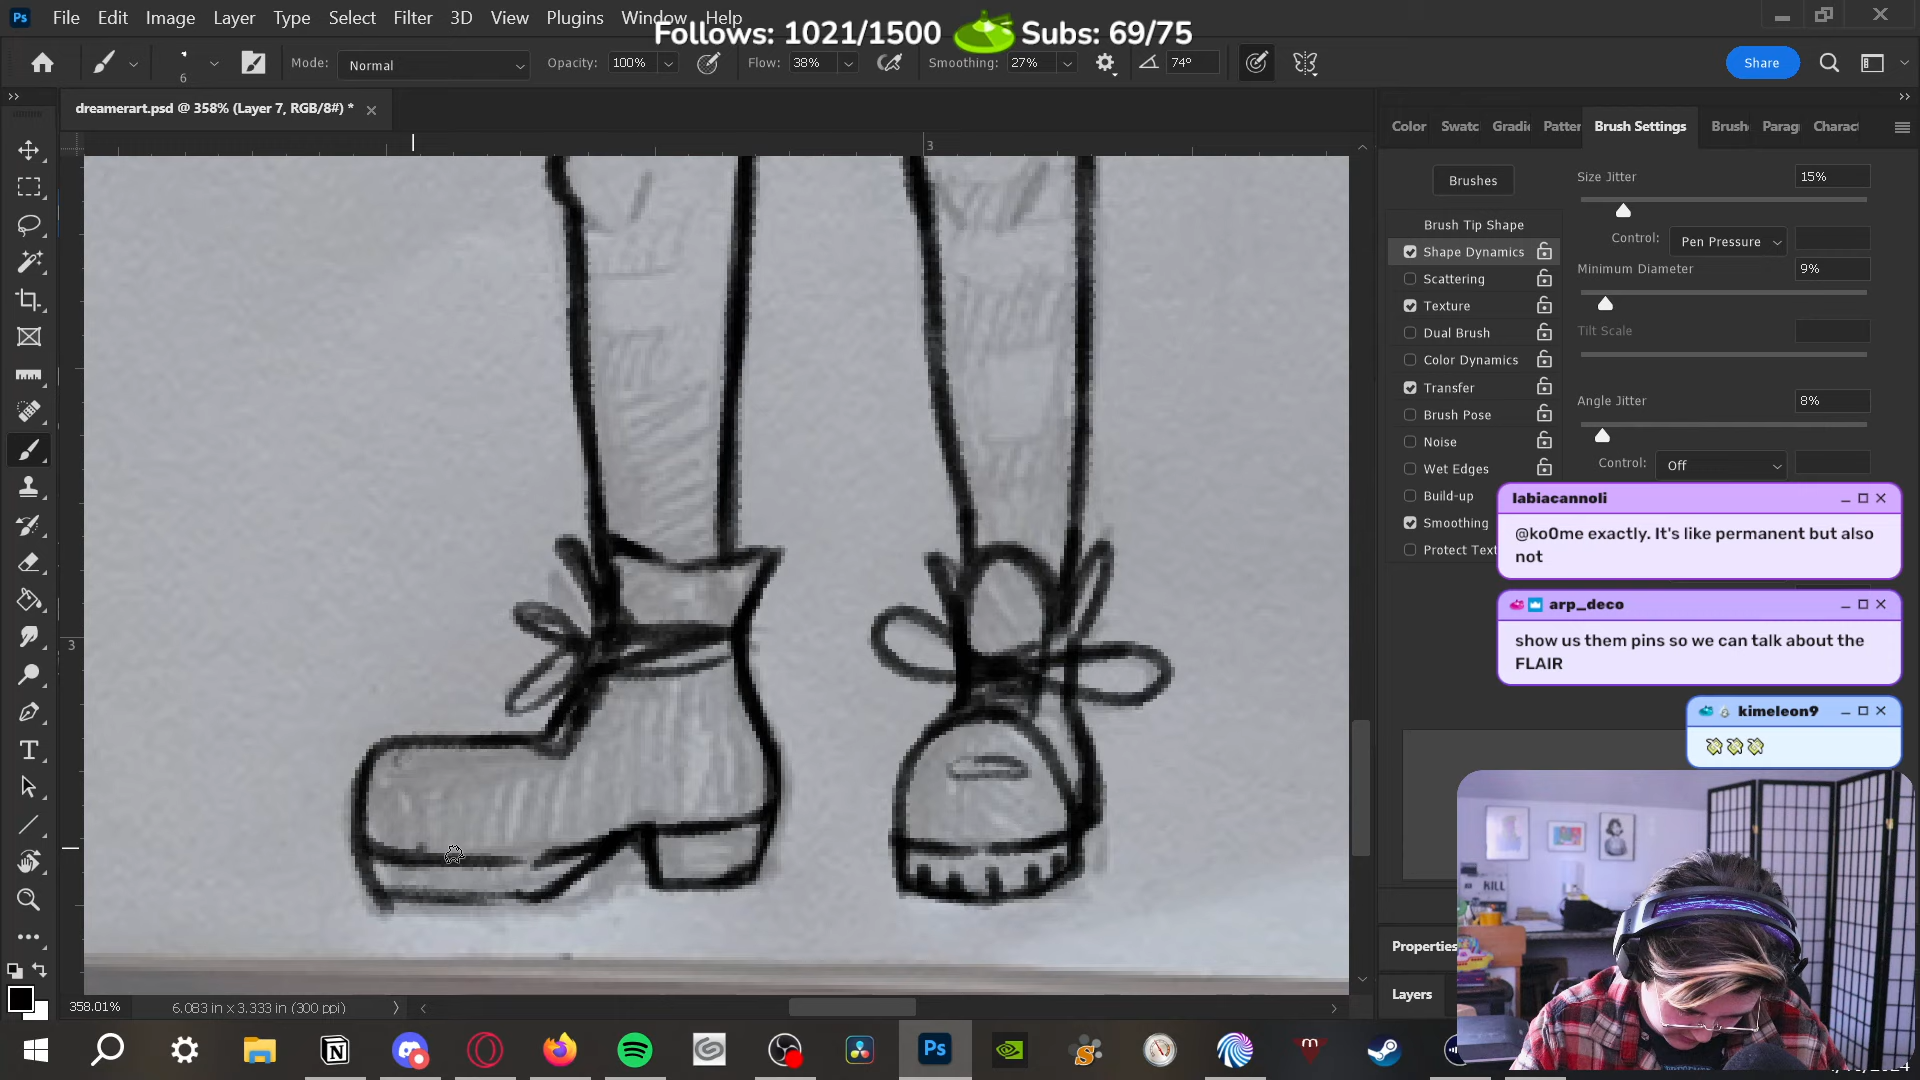 File Edit Image Layer Type Select Filter 3D View Plugins Window Help
Follows: 1021/1500 Subs: 69/75
6 Mode: Normal Opacity: 100% Flow: 38% Smoothing: 27% 74° Share
dreamerart.psd @ 358% (Layer 7, RGB/8#) *
Color Swatc Gradi Patter Brush Settings Brush Parag Charac
3
Brushes
Brush Tip Shape
Shape Dynamics
Scattering
Texture
Dual Brush
Color Dynamics
Transfer
Brush Pose
Noise
Wet Edges
Build-up
Smoothing
Protect Text
Size Jitter 15%
Control: Pen Pressure
Minimum Diameter 9%
Tilt Scale
Angle Jitter 8%
Control: Off
labiacannoli
@ko0me exactly. It's like permanent but also
not
arp_deco
show us them pins so we can talk about the
FLAIR
kimeleon9
3
KILL
Properties
Layers
358.01% 6.083 in x 3.333 in (300 ppi)
Ps